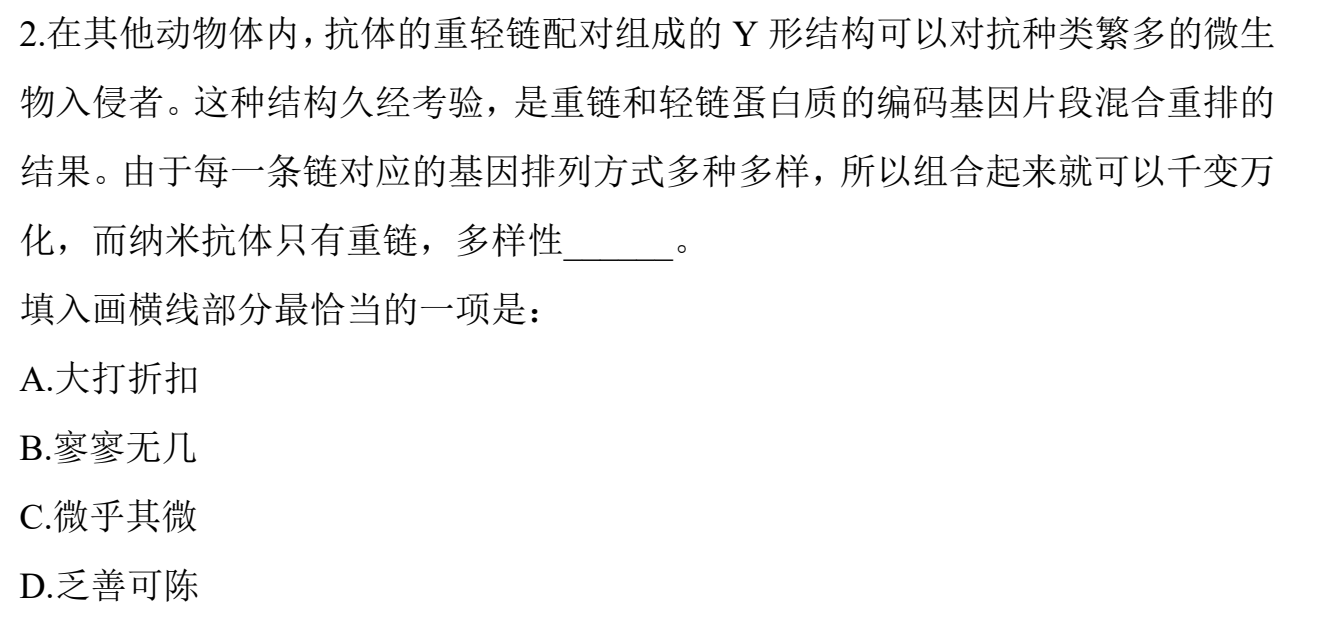 2.在其他动物体内，抗体的重轻链配对组成的 Y 形结构可以对抗种类繁多的微生
物入侵者。这种结构久经考验，是重链和轻链蛋白质的编码基因片段混合重排的
结果。由于每一条链对应的基因排列方式多种多样，所以组合起来就可以千变万
化，而纳米抗体只有重链，多样性______。
填入画横线部分最恰当的一项是：
A.大打折扣
B.寥寥无几
C.微乎其微
D.乏善可陈